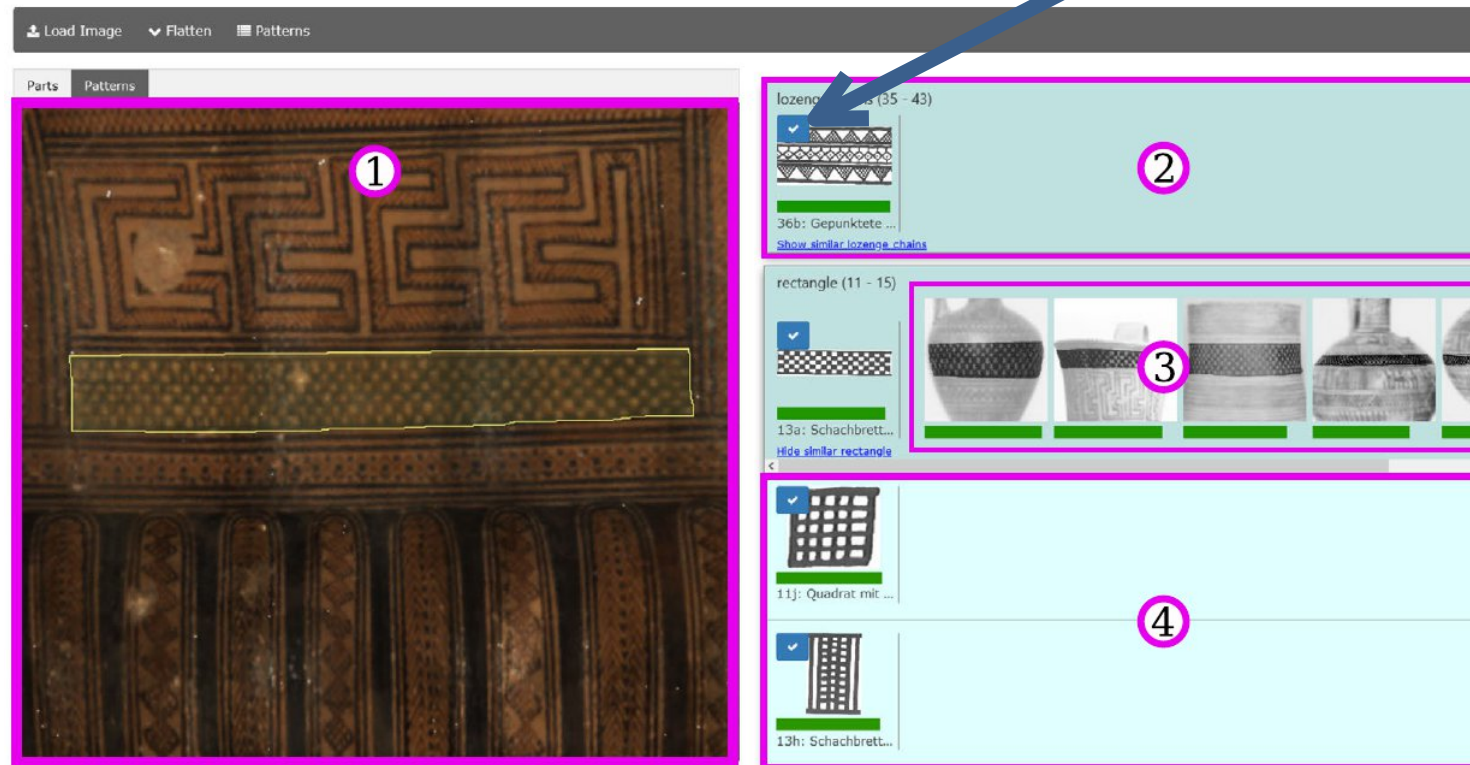 Load Image Flatten Patterns
Parts Patterns
1
lozeng s (35 - 43)
2
36b: Gepunktete ...
Show similar lozenge chains
rectangle (11 - 15)
3
13a: Schachbrett...
Hide similar rectangle
11j: Quadrat mit ...
4
13h: Schachbrett...